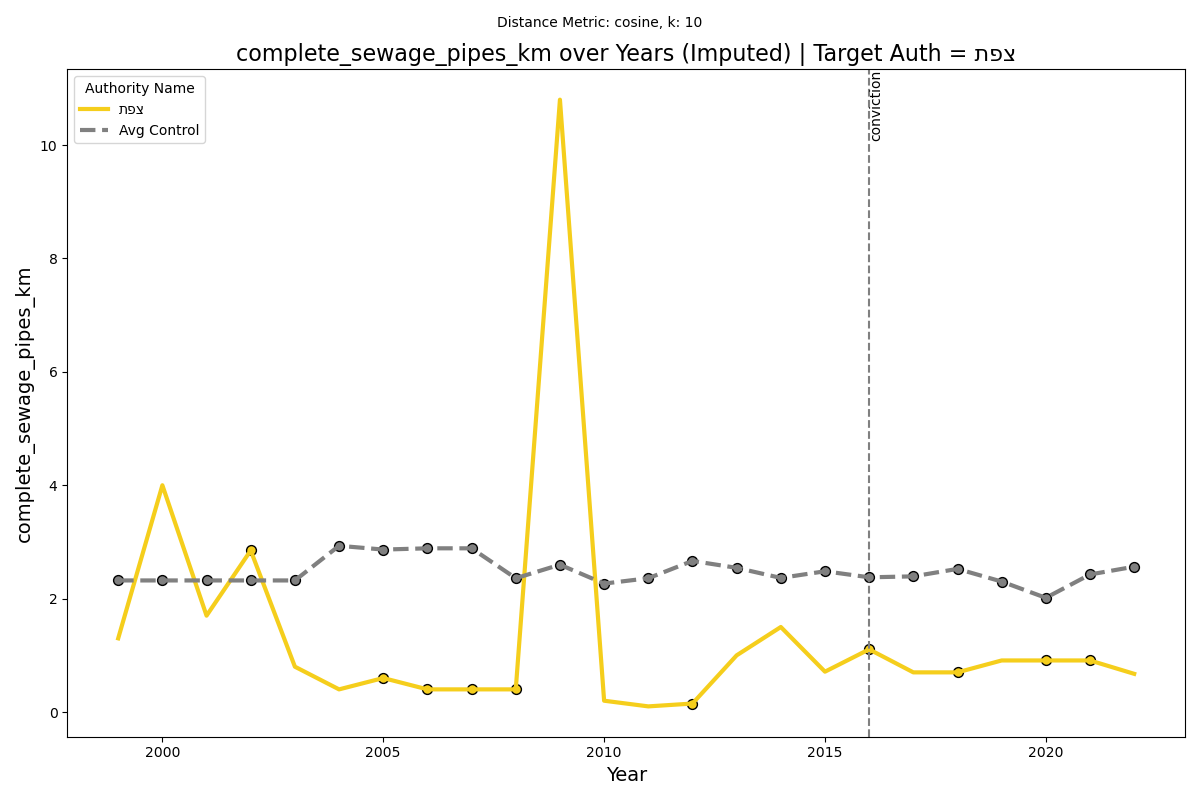 Distance Metric: cosine, k: 10
complete_sewage_pipes_km over Years (Imputed) | Target Auth = צפת
Authority Name
צפת
Avg Control
conviction
complete_sewage_pipes_km
10
8
6
4
2
0
2000 2005 2010 2015 2020
Year